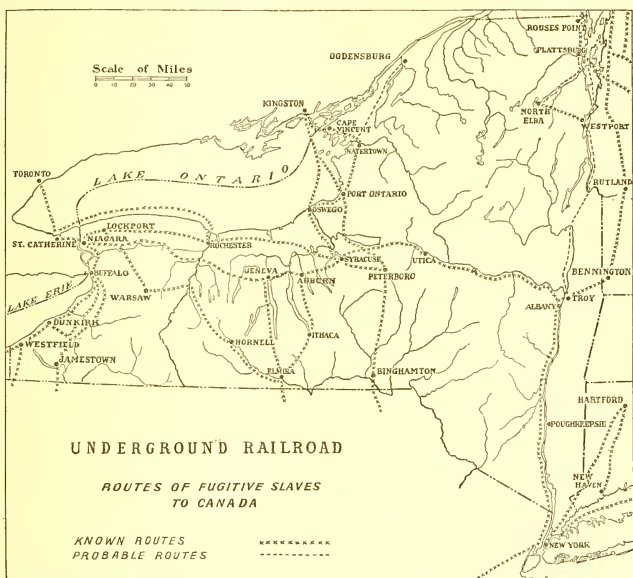 ROUSES POINT
PLATTSBURG
OGDENSBURG
Scale of Miles
0 10 20 30 40 50
KINGSTON
CAPE
VINCENT
NORTH
ELBA
WESTPORT
WATERTOWN
TORONTO
LAKE ONTARIO
RUTLAND
PORT ONTARIO
OSWEGO
LOCKPORT
ST. CATHERINE
NIAGARA
ROCHESTER
SYRACUSE
UTICA
BUFFALO
GENEVA
AUBURN
PETERBORO
BENNINGTON
LAKE ERIE
WARSAW
ALBANY
TROY
DUNKIRK
WESTFIELD
HORNELL
ITHACA
JAMESTOWN
ELMIRA
BINGHAMTON
HARTFORD
POUGHKEEPSIE
UNDERGROUND RAILROAD
ROUTES OF FUGITIVE SLAVES
TO CANADA
NEW
HAVEN
KNOWN ROUTES
PROBABLE ROUTES
NEW YORK